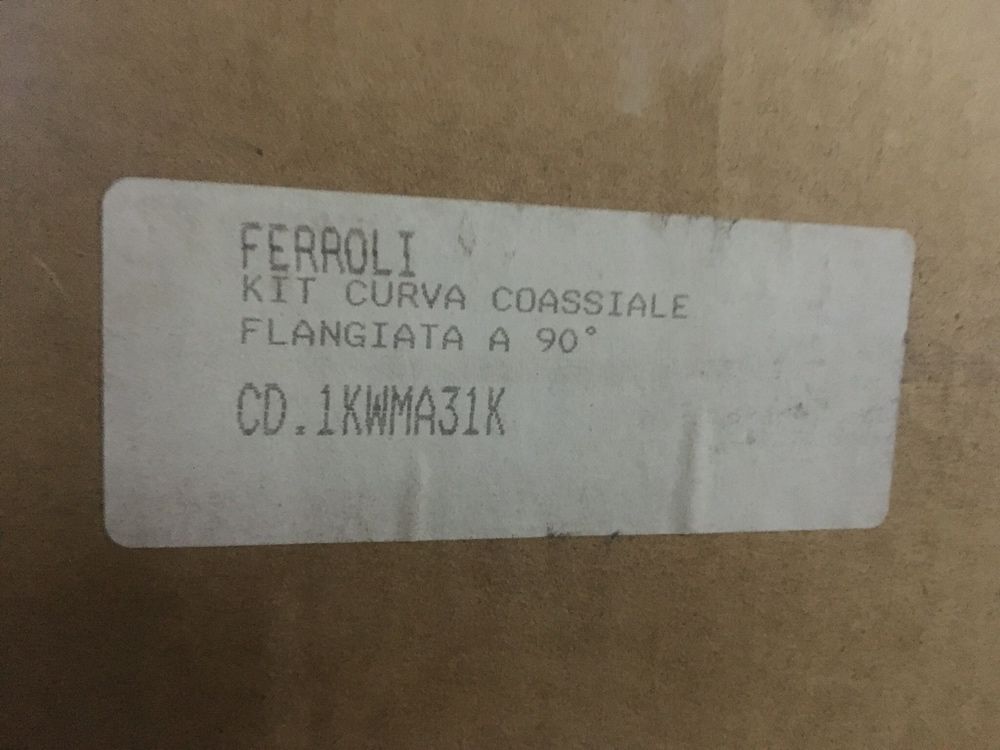 FERROLI
KIT CURVA COASSIALE
FLANGIATA A 90°
CD.1KWMA31K